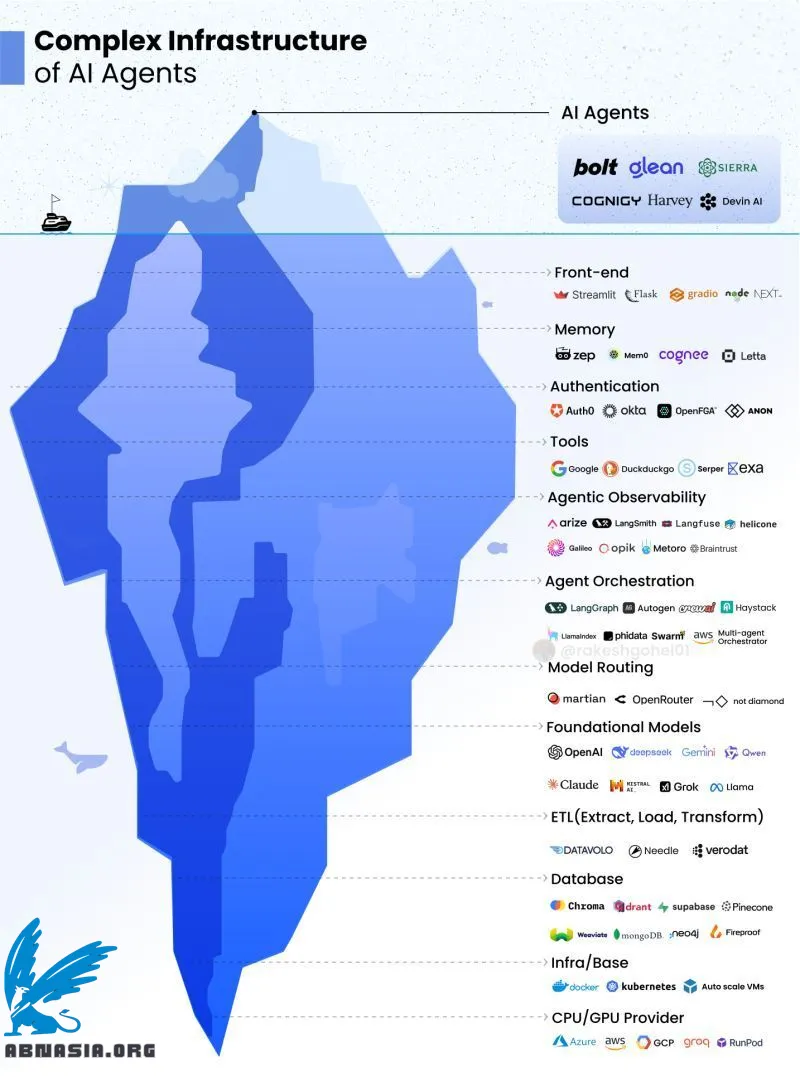 Complex Infrastructure
of AI Agents
AI Agents
bolt glean SIERRA
COGNIGY Harvey Devin AI
Front-end
Streamlit Flask gradio node NEXT
Memory
zep Mem0 cognee Letta
Authentication
Auth0 okta OpenFGA ANON
Tools
Google Duckduckgo Serper exa
Agentic Observability
arize LangSmith Langfuse helicone
Galileo opik Metoro Braintrust
Agent Orchestration
LangGraph AG Autogen crewai Haystack
LlamaIndex phidata Swarm aws Multi-agent
Orchestrator
@rakeshgohel01
Model Routing
martian OpenRouter not diamond
Foundational Models
OpenAI deepseek Gemini Qwen
Claude MISTRAL AI_ Grok Llama
ETL(Extract, Load, Transform)
DATAVOLO Needle verodat
Database
Chroma drant supabase Pinecone
Weaviate mongoDB neo4j Fireproof
Infra/Base
docker kubernetes Auto scale VMs
CPU/GPU Provider
Azure aws GCP groq RunPod
ABNASIA.ORG